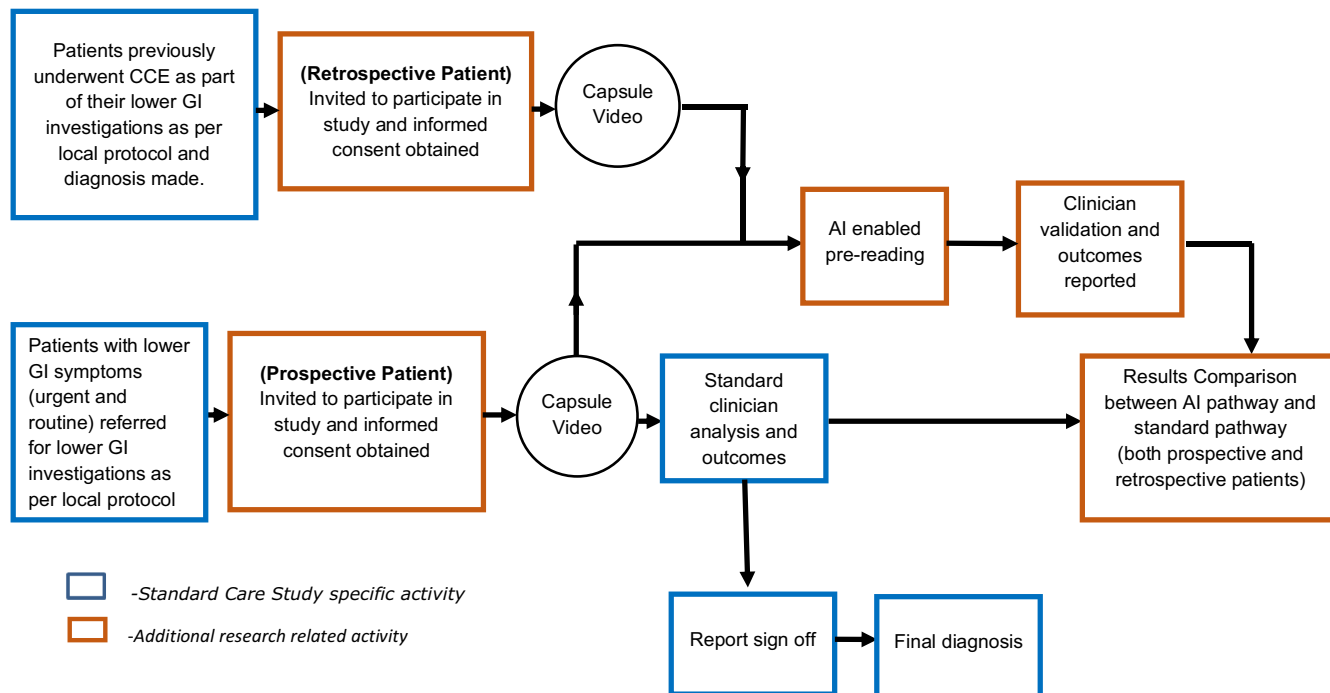 Patients previously
underwent CCE as part
of their lower GI
investigations as per
local protocol and
diagnosis made.
(Retrospective Patient)
Invited to participate in
study and informed
consent obtained
Capsule
Video
AI enabled
pre-reading
Clinician
validation and
outcomes
reported
Patients with lower
GI symptoms
(urgent and
routine) referred
for lower GI
investigations as
per local protocol
(Prospective Patient)
Invited to participate in
study and informed
consent obtained
Capsule
Video
Standard
clinician
analysis and
outcomes
Results Comparison
between AI pathway and
standard pathway
(both prospective and
retrospective patients)
Report sign off
Final diagnosis
-Standard Care Study specific activity
-Additional research related activity